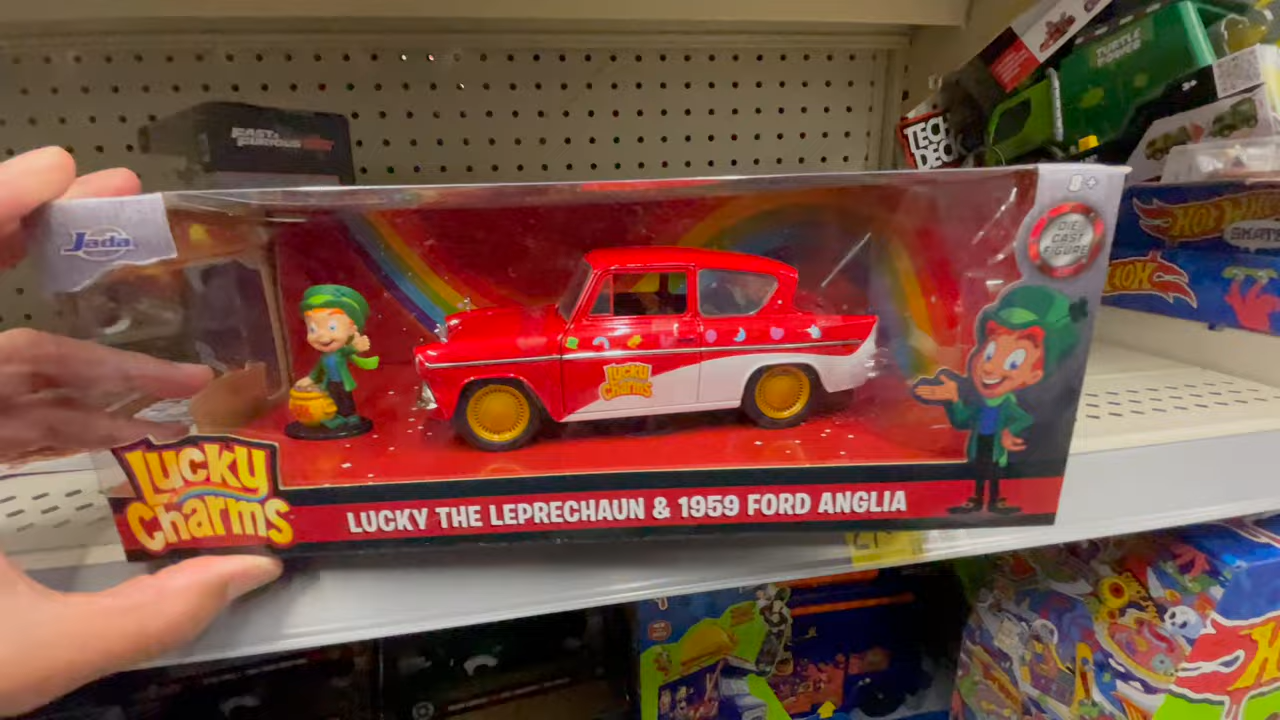 FAST &
FURIOUS
TURTLE
TECH
DECK
8+
Jada
DIE
CAST
FIGURE
HOT WHEELS
SKATE
LUCKY
CHARMS
LUCKY
CHARMS
LUCKY THE LEPRECHAUN & 1959 FORD ANGLIA